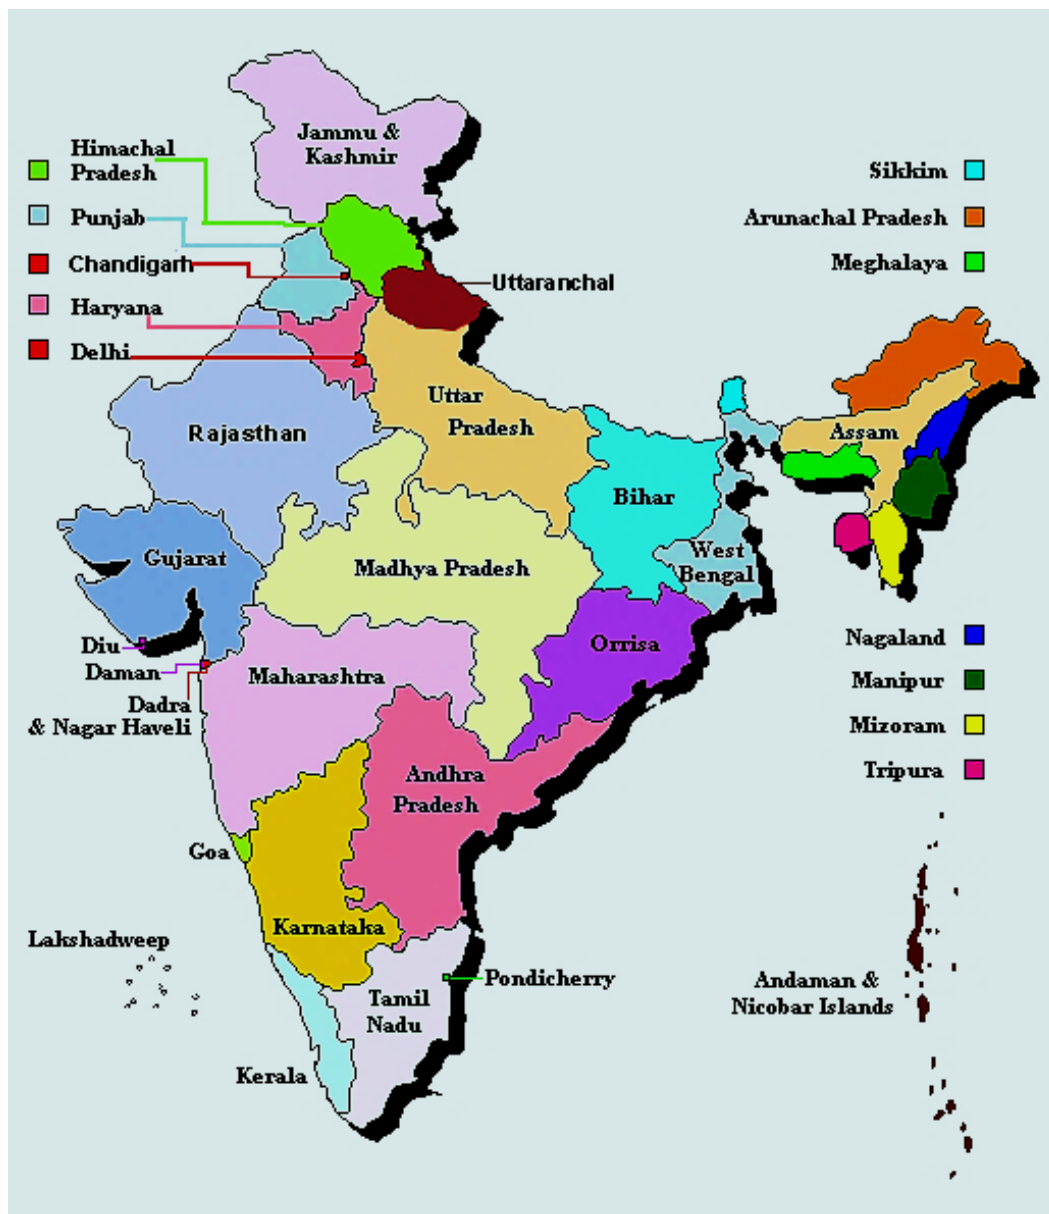 Jammu &
Kashmir
Himachal
Pradesh
Punjab
Chandigarh
Haryana
Delhi
Sikkim
Arunachal Pradesh
Meghalaya
Uttaranchal
Uttar
Pradesh
Rajasthan
Assam
Bihar
Gujarat
Madhya Pradesh
West
Bengal
Diu
Daman
Dadra
& Nagar Haveli
Maharashtra
Orrisa
Nagaland
Manipur
Mizoram
Tripura
Andhra
Pradesh
Goa
Karnataka
Lakshadweep
Pondicherry
Tamil
Nadu
Andaman &
Nicobar Islands
Kerala